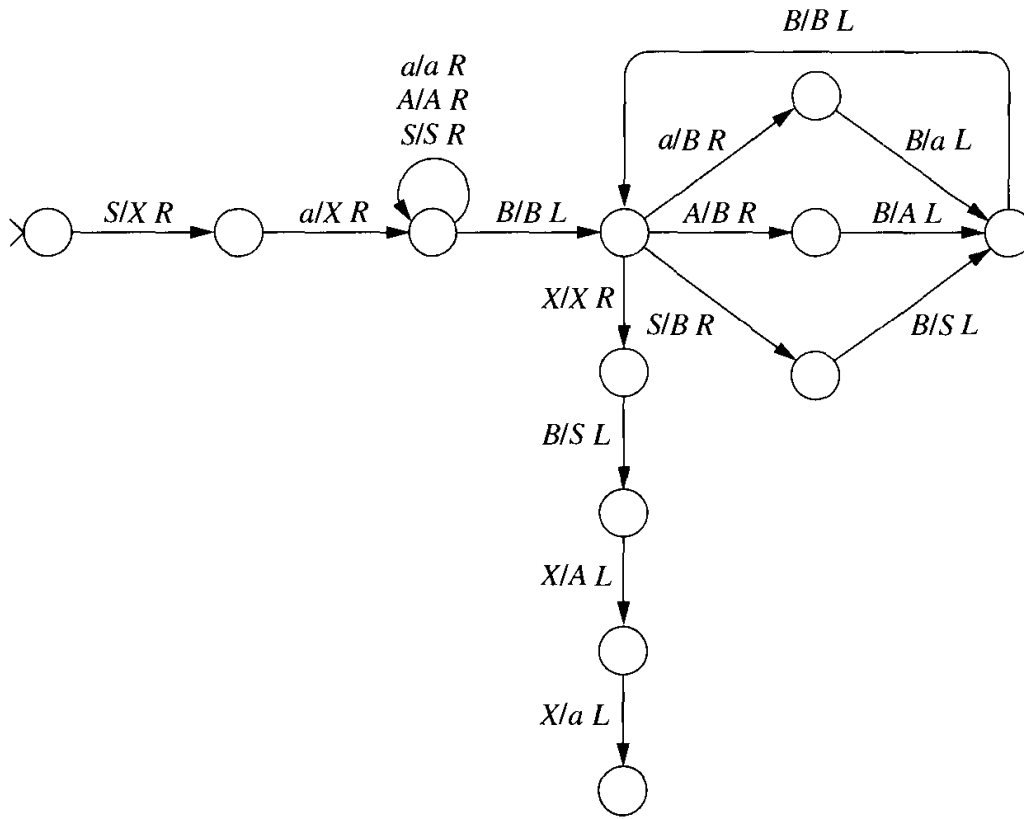 B/B L
a/a R
A/A R
S/S R
a/B R
B/a L
S/X R
a/X R
B/B L
A/B R
B/A L
X/X R
S/B R
B/S L
B/S L
X/A L
X/a L